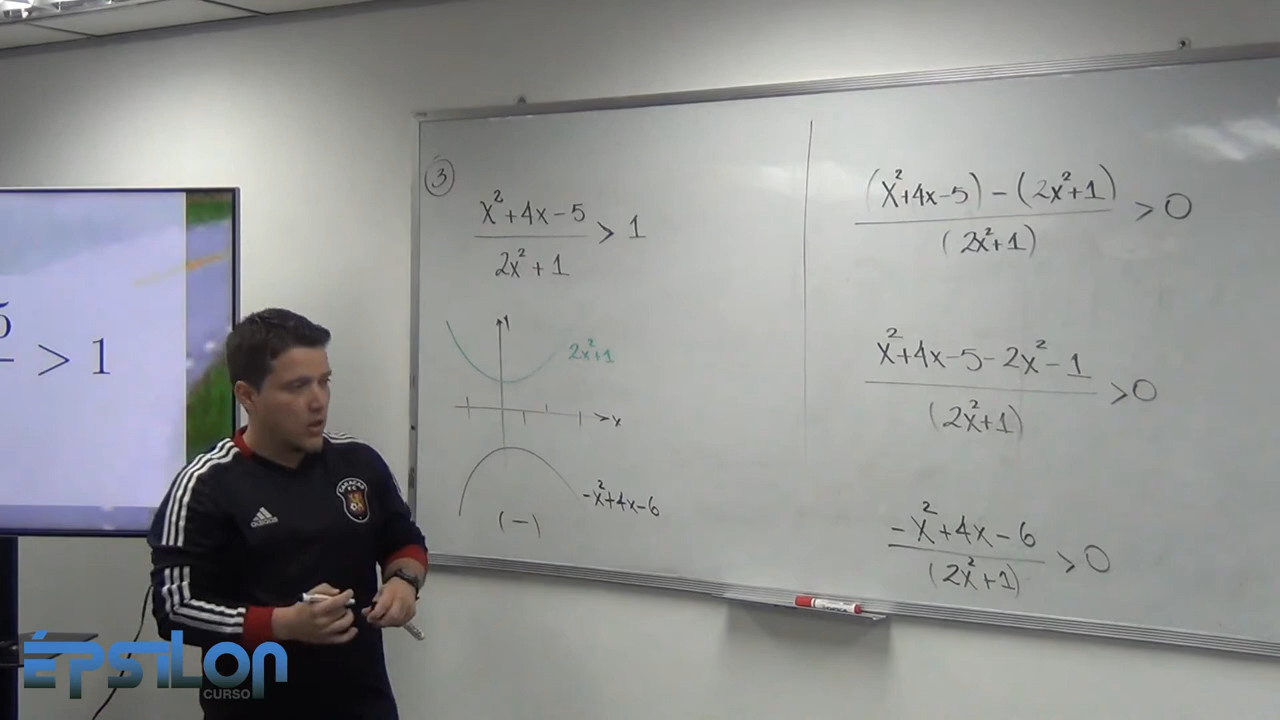 ③
x²+4x-5 / 2x²+1 > 1
y
2x²+1
x
-x²+4x-6
(-)
(x²+4x-5)-(2x²+1) / (2x²+1) > 0
x²+4x-5-2x²-1 / (2x²+1) > 0
-x²+4x-6 / (2x²+1) > 0
5
> 1
CARACAS
F.C.
adidas
ÉPSILON
CURSO